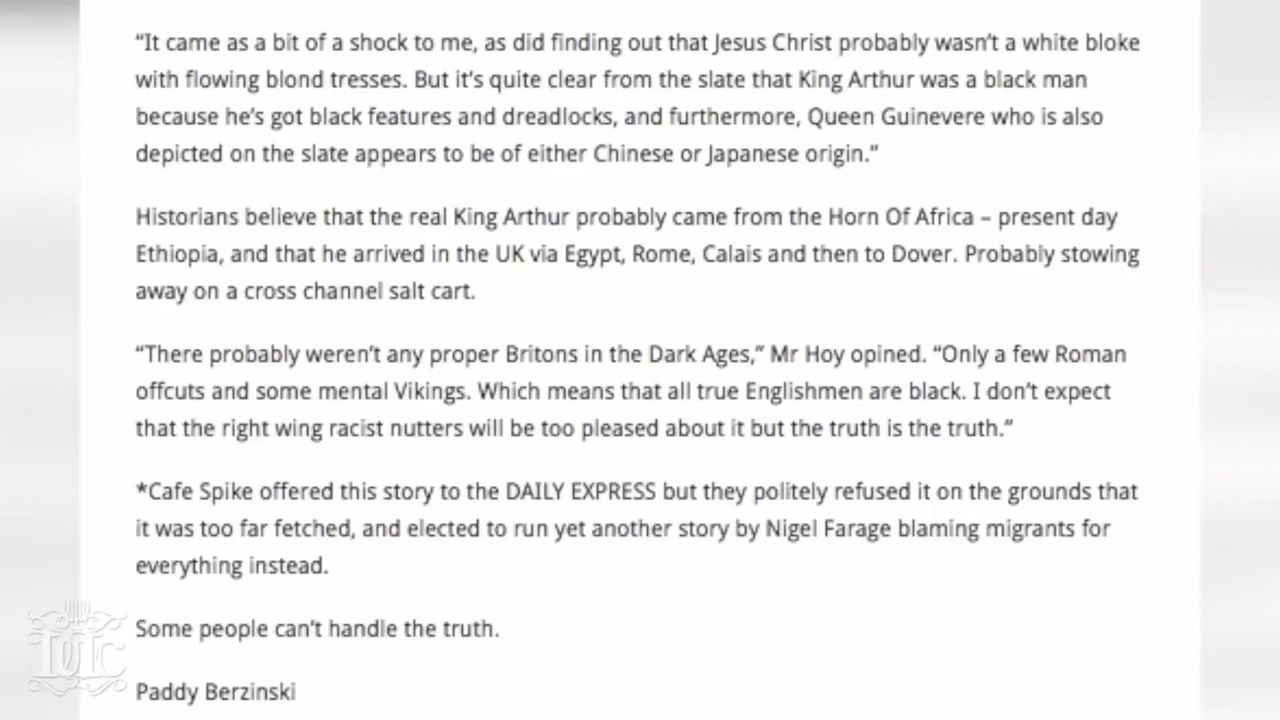 “It came as a bit of a shock to me, as did finding out that Jesus Christ probably wasn’t a white bloke
with flowing blond tresses. But it’s quite clear from the slate that King Arthur was a black man
because he’s got black features and dreadlocks, and furthermore, Queen Guinevere who is also
depicted on the slate appears to be of either Chinese or Japanese origin.”
Historians believe that the real King Arthur probably came from the Horn Of Africa – present day
Ethiopia, and that he arrived in the UK via Egypt, Rome, Calais and then to Dover. Probably stowing
away on a cross channel salt cart.
“There probably weren’t any proper Britons in the Dark Ages,” Mr Hoy opined. “Only a few Roman
offcuts and some mental Vikings. Which means that all true Englishmen are black. I don’t expect
that the right wing racist nutters will be too pleased about it but the truth is the truth.”
*Cafe Spike offered this story to the DAILY EXPRESS but they politely refused it on the grounds that
it was too far fetched, and elected to run yet another story by Nigel Farage blaming migrants for
everything instead.
Some people can’t handle the truth.
IUIC
Paddy Berzinski